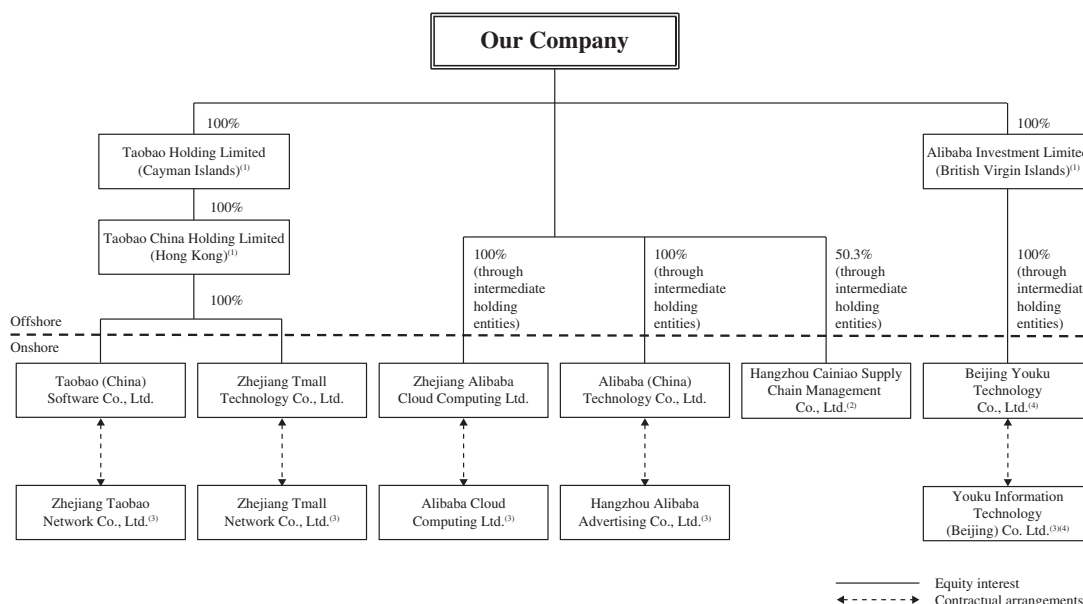 Our Company
100%
100%
Taobao Holding Limited
(Cayman Islands)(1)
Alibaba Investment Limited
(British Virgin Islands)(1)
100%
Taobao China Holding Limited
(Hong Kong)(1)
100%
100%
(through
intermediate
holding
entities)
100%
(through
intermediate
holding
entities)
50.3%
(through
intermediate
holding
entities)
100%
(through
intermediate
holding
entities)
Offshore
Onshore
Taobao (China)
Software Co., Ltd.
Zhejiang Tmall
Technology Co., Ltd.
Zhejiang Alibaba
Cloud Computing Ltd.
Alibaba (China)
Technology Co., Ltd.
Hangzhou Cainiao Supply
Chain Management
Co., Ltd.(2)
Beijing Youku
Technology
Co., Ltd.(4)
Zhejiang Taobao
Network Co., Ltd.(3)
Zhejiang Tmall
Network Co., Ltd.(3)
Alibaba Cloud
Computing Ltd.(3)
Hangzhou Alibaba
Advertising Co., Ltd.(3)
Youku Information
Technology
(Beijing) Co. Ltd.(3)(4)
Equity interest
Contractual arrangements